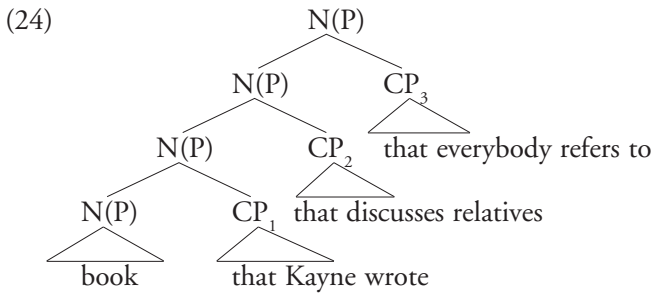 (24) N(P)
N(P) CP3
N(P) CP2 that everybody refers to
N(P) CP1 that discusses relatives
book that Kayne wrote